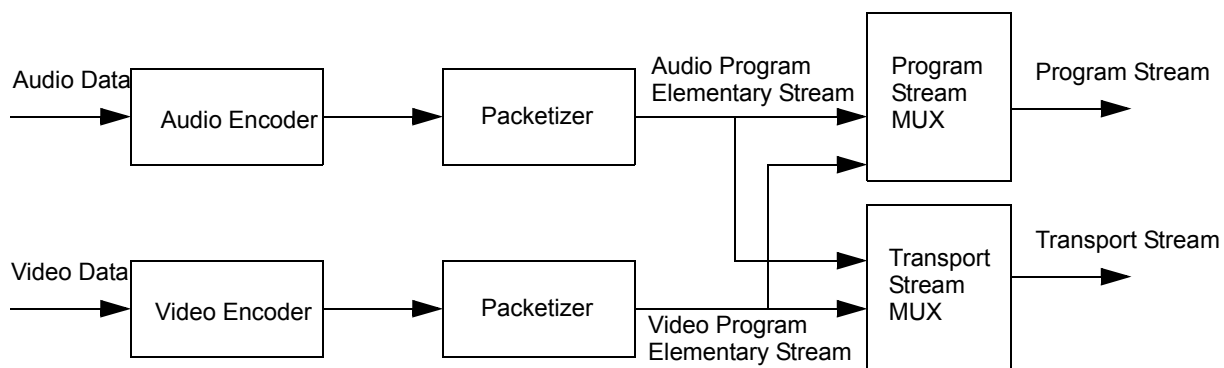 Audio Data
Audio Encoder
Packetizer
Audio Program
Elementary Stream
Program
Stream
MUX
Program Stream
Video Data
Video Encoder
Packetizer
Video Program
Elementary Stream
Transport
Stream
MUX
Transport Stream